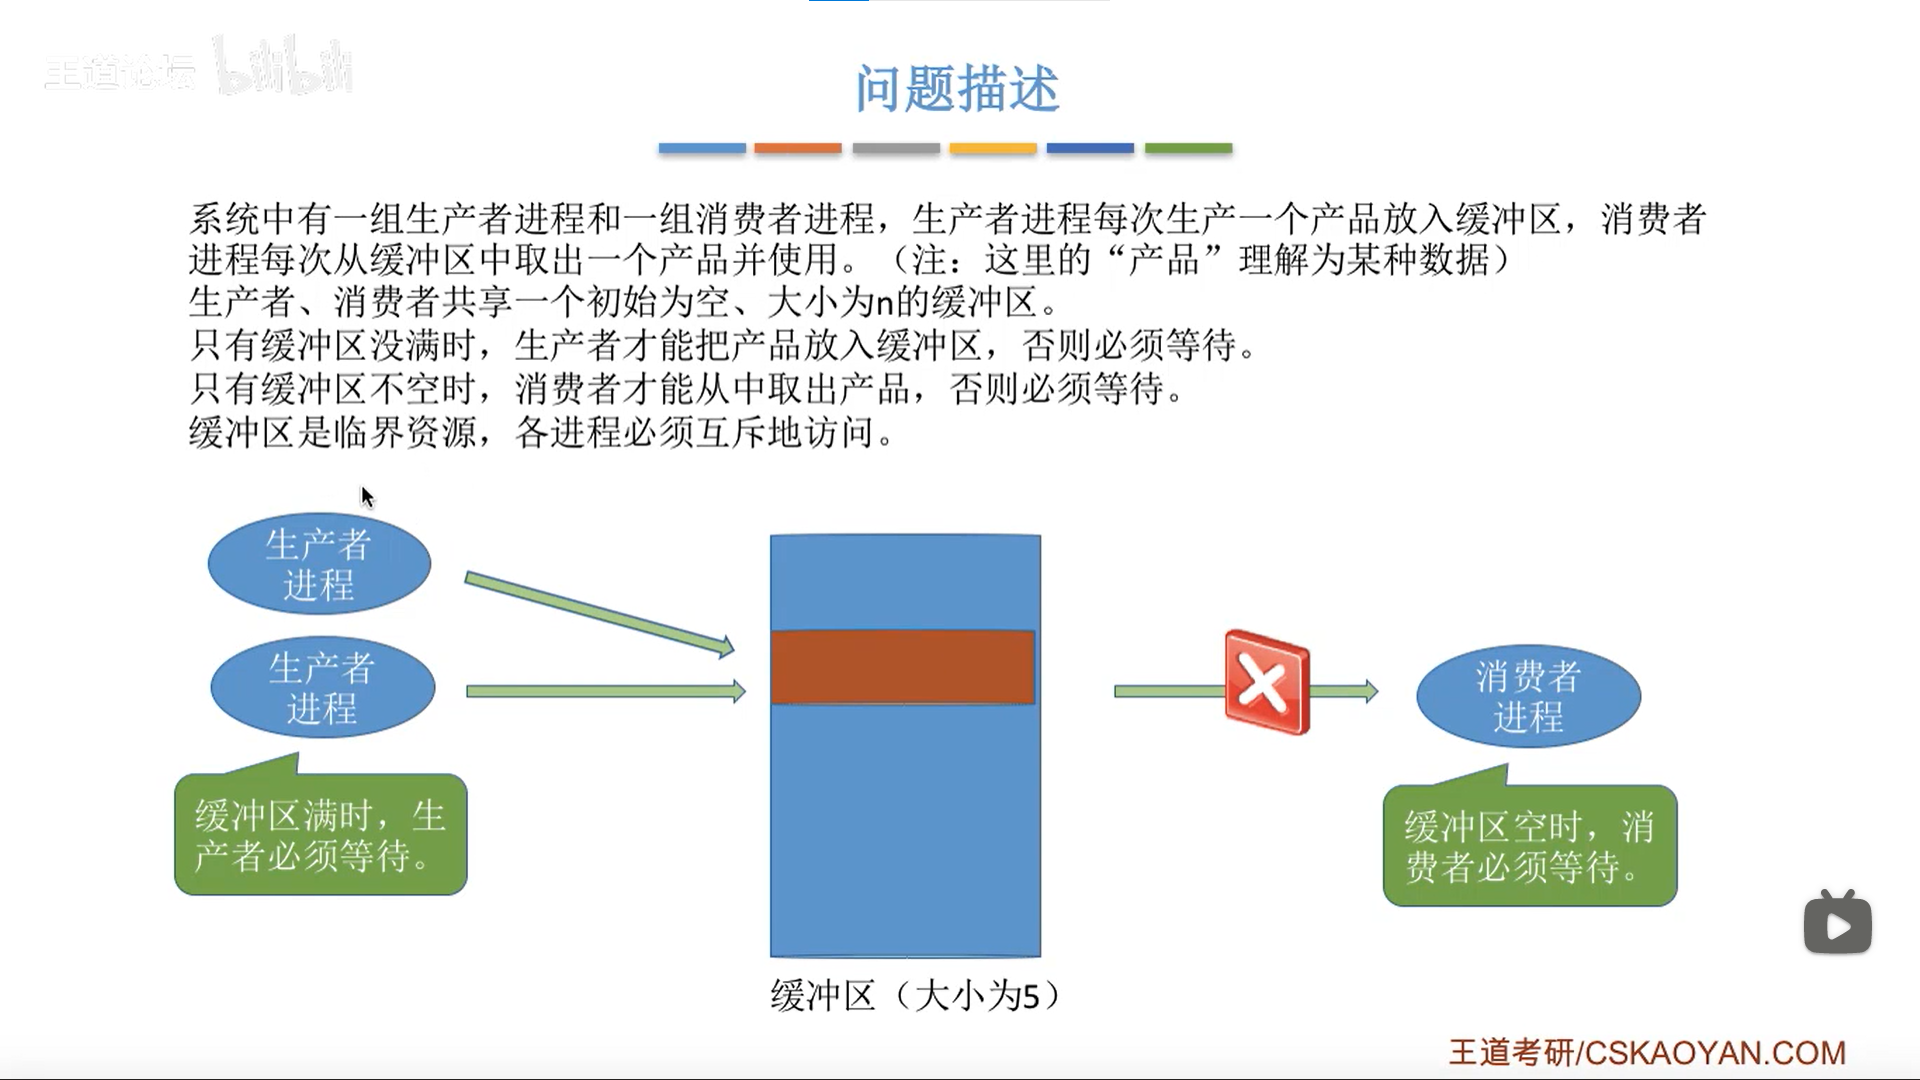 王道论坛 bilibili
问题描述
系统中有一组生产者进程和一组消费者进程，生产者进程每次生产一个产品放入缓冲区，消费者
进程每次从缓冲区中取出一个产品并使用。（注：这里的“产品”理解为某种数据）
生产者、消费者共享一个初始为空、大小为n的缓冲区。
只有缓冲区没满时，生产者才能把产品放入缓冲区，否则必须等待。
只有缓冲区不空时，消费者才能从中取出产品，否则必须等待。
缓冲区是临界资源，各进程必须互斥地访问。
生产者
进程
生产者
进程
缓冲区满时，生
产者必须等待。
消费者
进程
缓冲区空时，消
费者必须等待。
缓冲区（大小为5）
王道考研/CSKAOYAN.COM